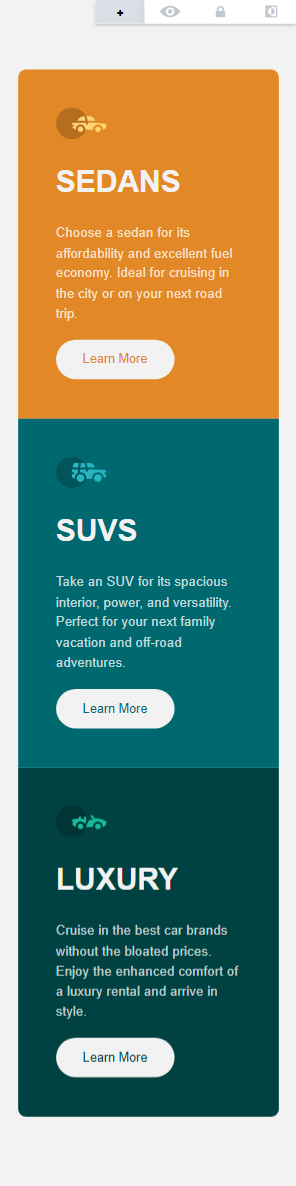 +
SEDANS
Choose a sedan for its
affordability and excellent fuel
economy. Ideal for cruising in
the city or on your next road
trip.
Learn More
SUVS
Take an SUV for its spacious
interior, power, and versatility.
Perfect for your next family
vacation and off-road
adventures.
Learn More
LUXURY
Cruise in the best car brands
without the bloated prices.
Enjoy the enhanced comfort of
a luxury rental and arrive in
style.
Learn More